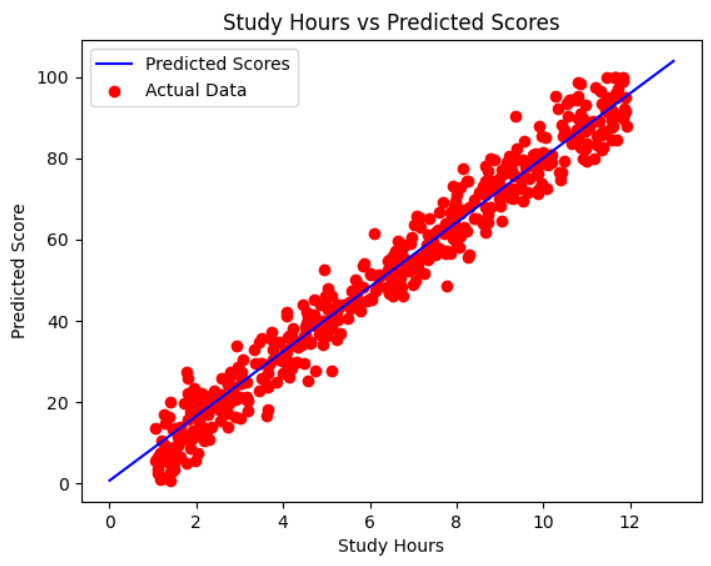 Study Hours vs Predicted Scores
Predicted Scores
Actual Data
100
80
60
40
20
0
Predicted Score
0 2 4 6 8 10 12
Study Hours